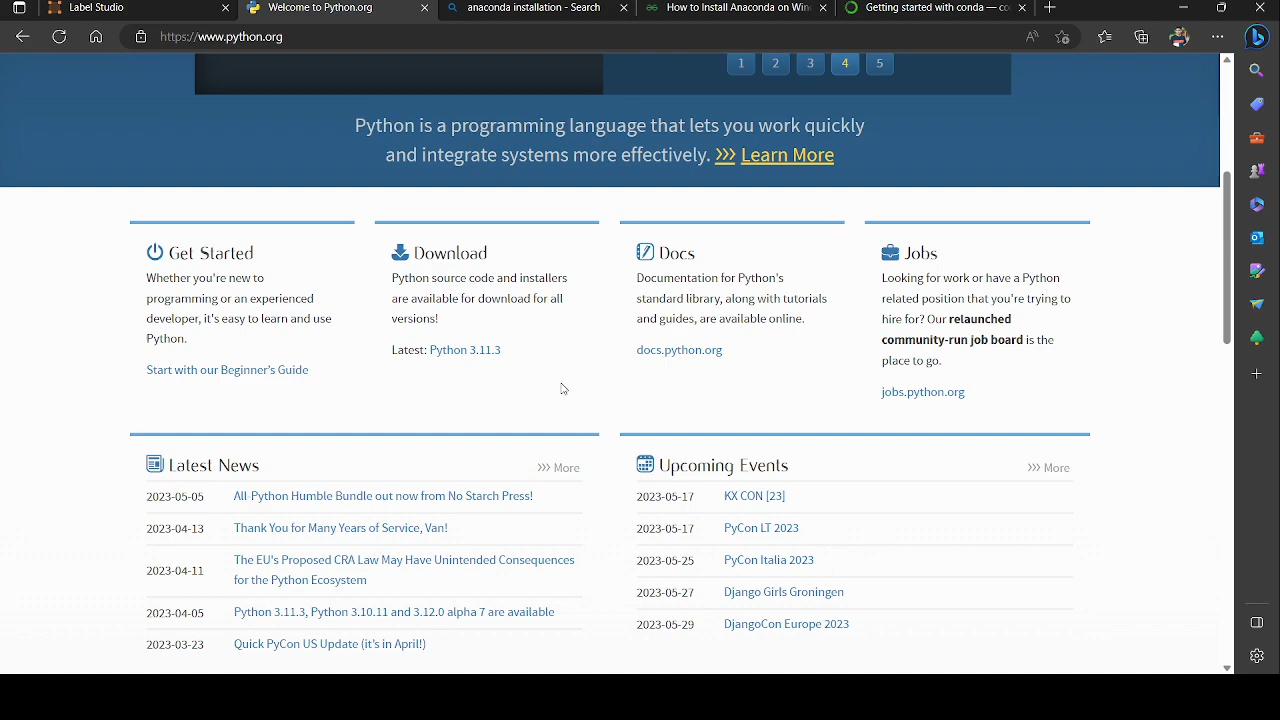 Label Studio
Welcome to Python.org
anaconda installation - Search
How to Install Anaconda on Win
Getting started with conda — co
https://www.python.org
1 2 3 4 5
Python is a programming language that lets you work quickly
and integrate systems more effectively. >>> Learn More
Get Started
Whether you're new to
programming or an experienced
developer, it's easy to learn and use
Python.
Start with our Beginner's Guide
Download
Python source code and installers
are available for download for all
versions!
Latest: Python 3.11.3
Docs
Documentation for Python's
standard library, along with tutorials
and guides, are available online.
docs.python.org
Jobs
Looking for work or have a Python
related position that you're trying to
hire for? Our relaunched
community-run job board is the
place to go.
jobs.python.org
Latest News
>>> More
2023-05-05 All-Python Humble Bundle out now from No Starch Press!
2023-04-13 Thank You for Many Years of Service, Van!
2023-04-11 The EU's Proposed CRA Law May Have Unintended Consequences
for the Python Ecosystem
2023-04-05 Python 3.11.3, Python 3.10.11 and 3.12.0 alpha 7 are available
2023-03-23 Quick PyCon US Update (it's in April!)
Upcoming Events
>>> More
2023-05-17 KX CON [23]
2023-05-17 PyCon LT 2023
2023-05-25 PyCon Italia 2023
2023-05-27 Django Girls Groningen
2023-05-29 DjangoCon Europe 2023